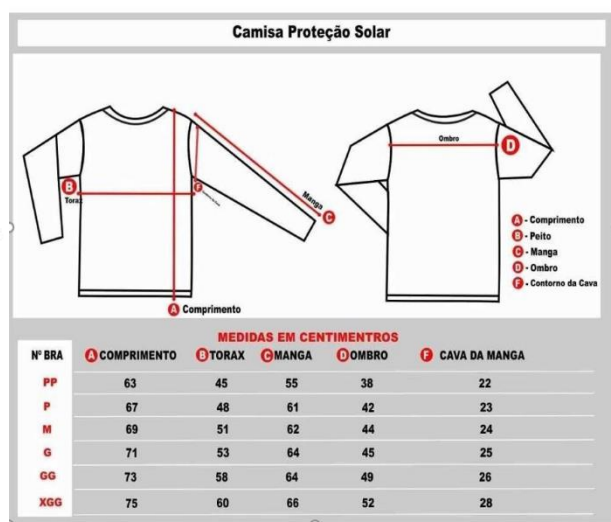 Camisa Proteção Solar
Ombro
D
B
Torax
F
Manga
C
A - Comprimento
B - Peito
C - Manga
D - Ombro
F - Contorno da Cava
A Comprimento
MEDIDAS EM CENTIMENTROS
Nº BRA A COMPRIMENTO B TORAX C MANGA D OMBRO F CAVA DA MANGA
PP 63 45 55 38 22
P 67 48 61 42 23
M 69 51 62 44 24
G 71 53 64 45 25
GG 73 58 64 49 26
XGG 75 60 66 52 28